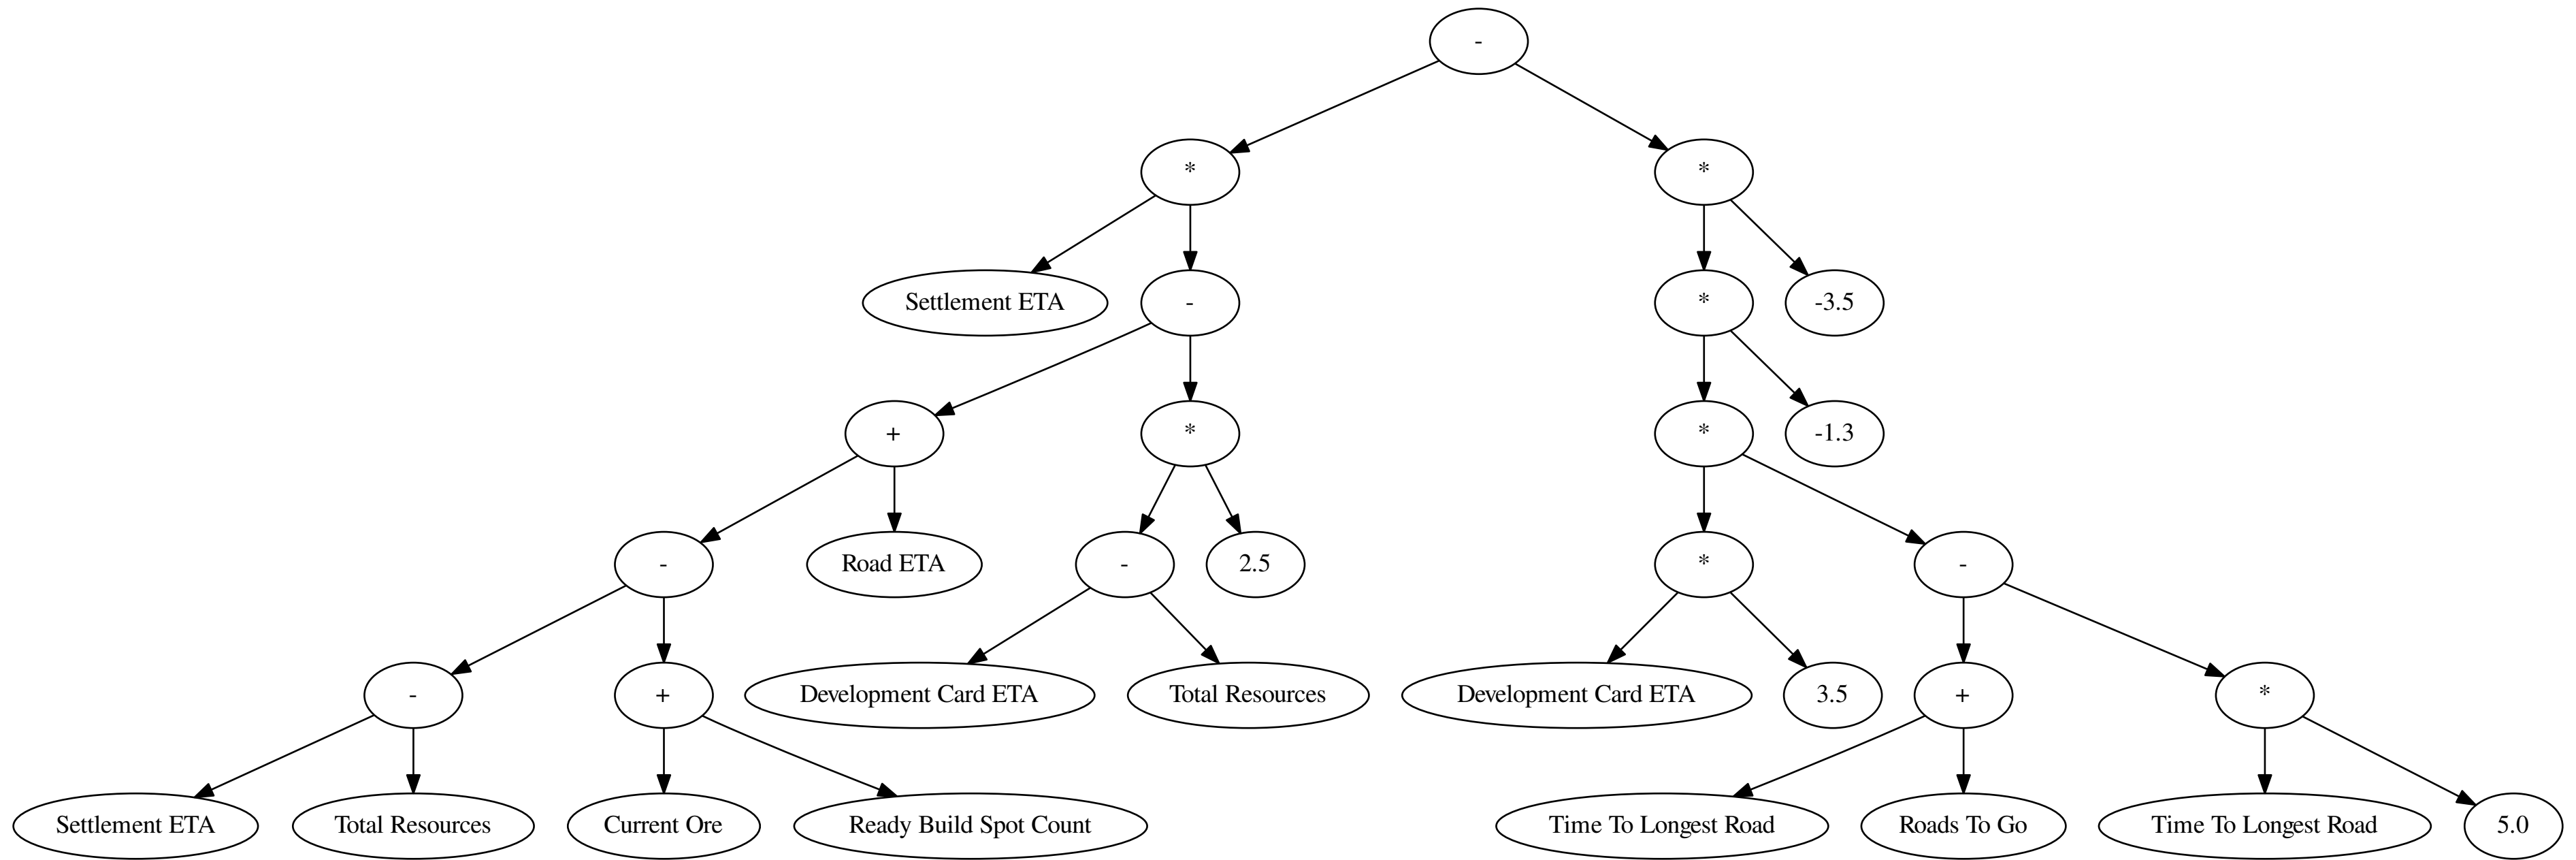 -
*
*
Settlement ETA
-
*
-3.5
+
*
*
-1.3
-
Road ETA
-
2.5
*
-
-
+
Development Card ETA
Total Resources
Development Card ETA
3.5
+
*
Settlement ETA
Total Resources
Current Ore
Ready Build Spot Count
Time To Longest Road
Roads To Go
Time To Longest Road
5.0